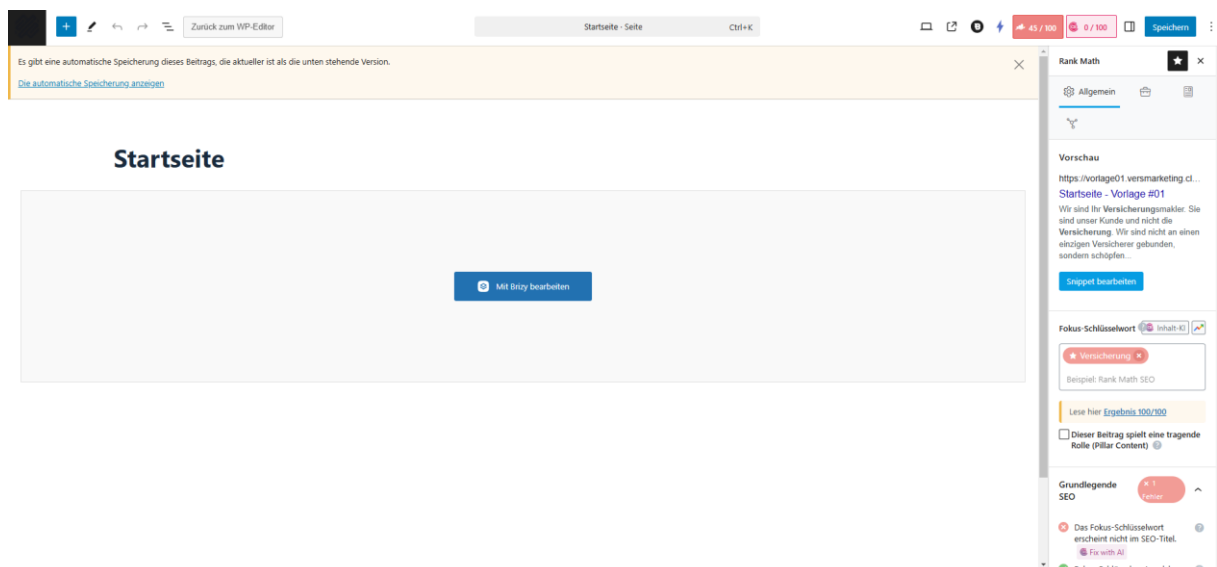 Zurück zum WP-Editor
Startseite · Seite
Ctrl+K
45 / 100
0 / 100
Speichern
Es gibt eine automatische Speicherung dieses Beitrags, die aktueller ist als die unten stehende Version.
Die automatische Speicherung anzeigen
Startseite
Mit Brizy bearbeiten
Rank Math
Allgemein
Vorschau
https://vorlage01.versmarketing.cl...
Startseite - Vorlage #01
Wir sind Ihr Versicherungsmakler. Sie
sind unser Kunde und nicht die
Versicherung. Wir sind nicht an einen
einzigen Versicherer gebunden,
sondern schöpfen...
Snippet bearbeiten
Fokus-Schlüsselwort
Inhalt-KI
Versicherung
Beispiel: Rank Math SEO
Lese hier Ergebnis 100/100
Dieser Beitrag spielt eine tragende
Rolle (Pillar Content)
Grundlegende
SEO
× 1
Fehler
Das Fokus-Schlüsselwort
erscheint nicht im SEO-Titel.
Fix with AI